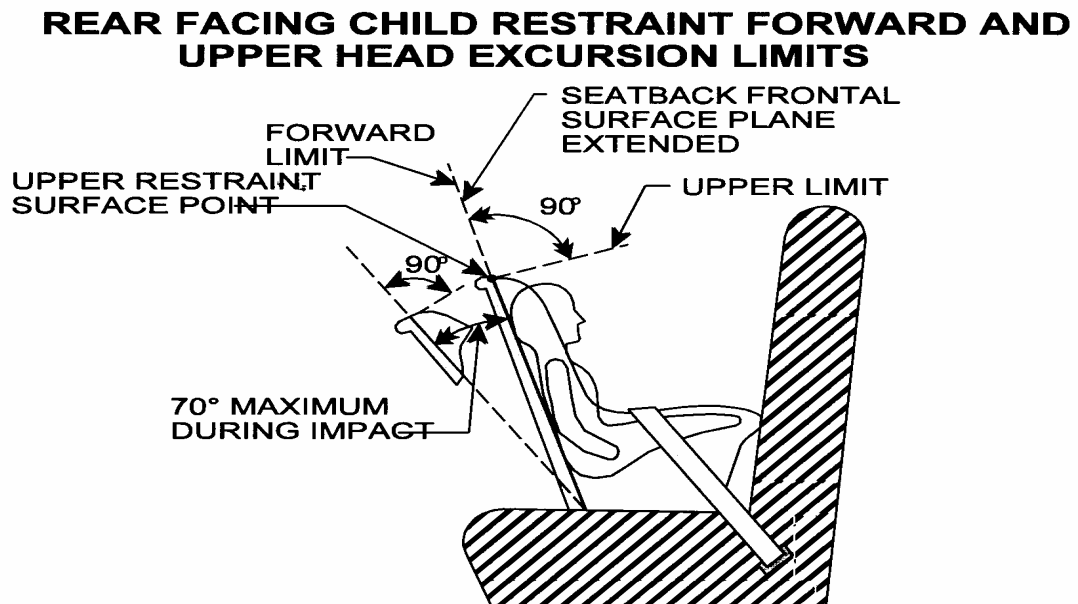 REAR FACING CHILD RESTRAINT FORWARD AND
UPPER HEAD EXCURSION LIMITS
SEATBACK FRONTAL
SURFACE PLANE
EXTENDED
FORWARD
LIMIT
UPPER RESTRAINT
SURFACE POINT
UPPER LIMIT
90°
90°
70° MAXIMUM
DURING IMPACT